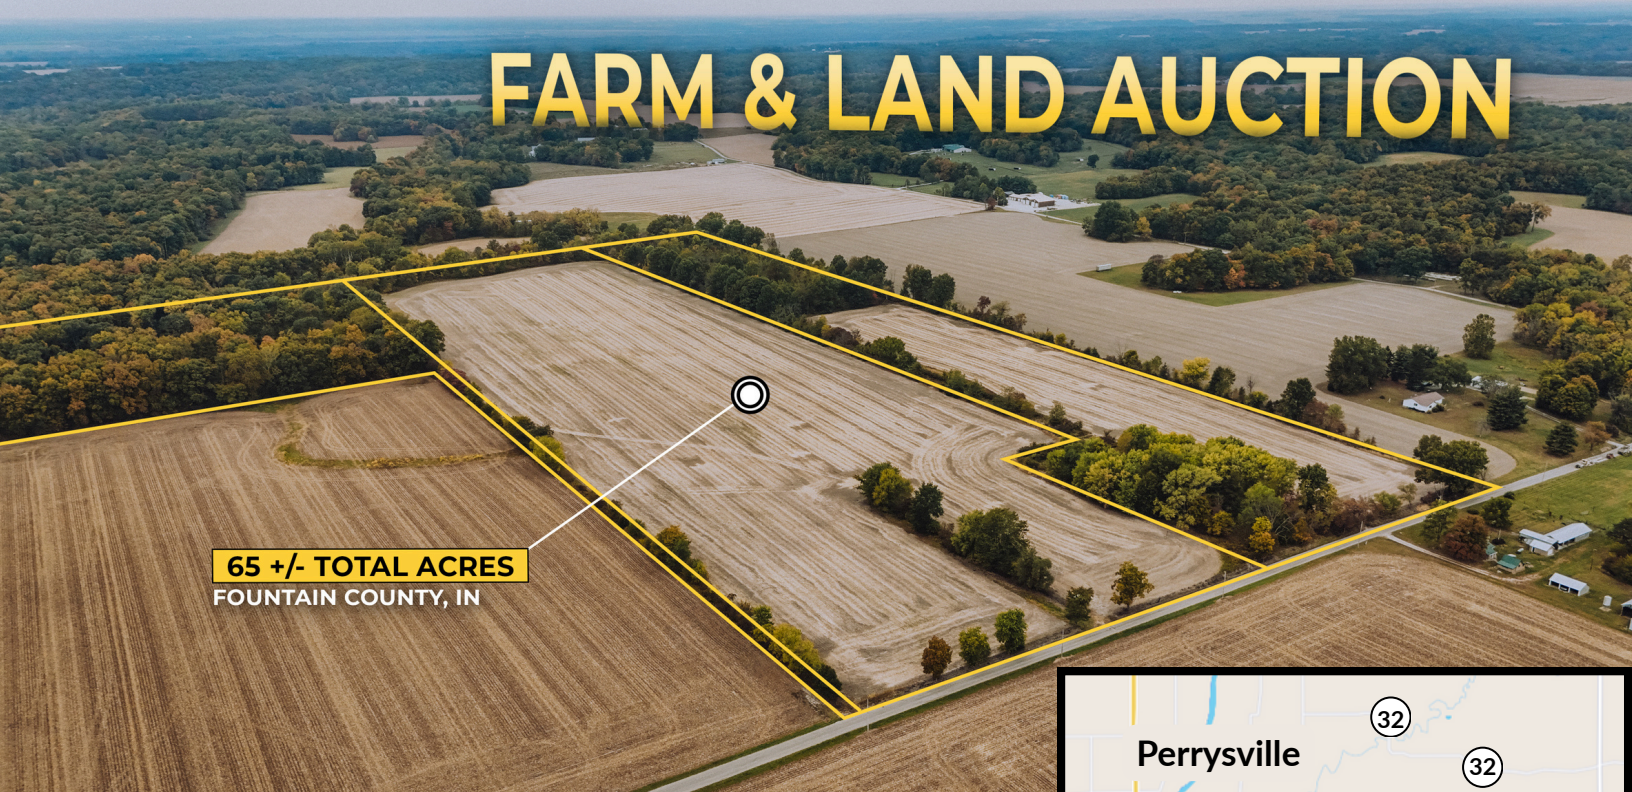 FARM & LAND AUCTION
65 +/- TOTAL ACRES
FOUNTAIN COUNTY, IN
32
Perrysville
32